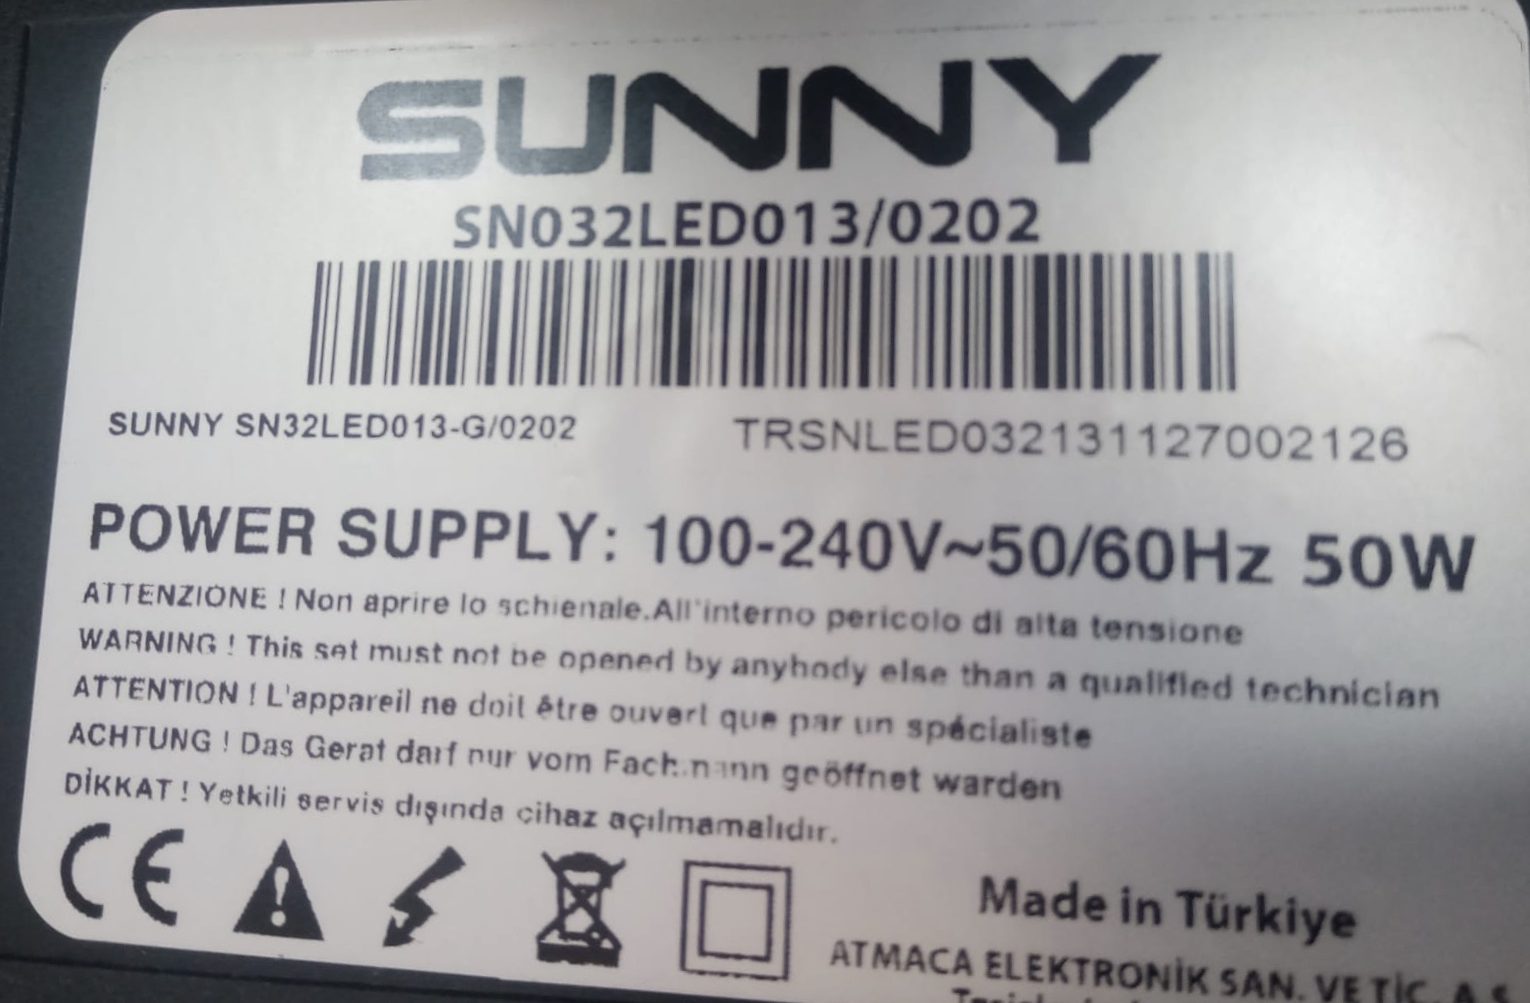 SUNNY
SN032LED013/0202
SUNNY SN32LED013-G/0202 TRSNLED032131127002126
POWER SUPPLY: 100-240V~50/60Hz 50W
ATTENZIONE ! Non aprire lo schienale.All'interno pericolo di alta tensione
WARNING ! This set must not be opened by anybody else than a qualified technician
ATTENTION ! L'appareil ne doit être ouvert que par un spécialiste
ACHTUNG ! Das Gerat darf nur vom Fachmann geöffnet warden
DİKKAT ! Yetkili servis dışında cihaz açılmamalıdır.
CE
Made in Türkiye
ATMACA ELEKTRONİK SAN. VE TİC. A.Ş.